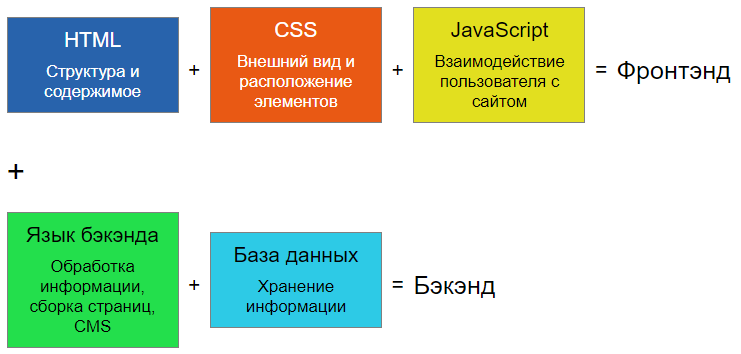 HTML
Структура и
содержимое
+
CSS
Внешний вид и
расположение
элементов
+
JavaScript
Взаимодействие
пользователя с
сайтом
= Фронтэнд
+
Язык бэкэнда
Обработка
информации,
сборка страниц,
CMS
+
База данных
Хранение
информации
= Бэкэнд